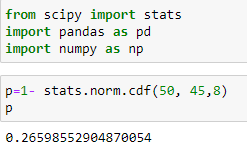 from scipy import stats
import pandas as pd
import numpy as np
p=1- stats.norm.cdf(50, 45,8)
p
0.26598552904870054